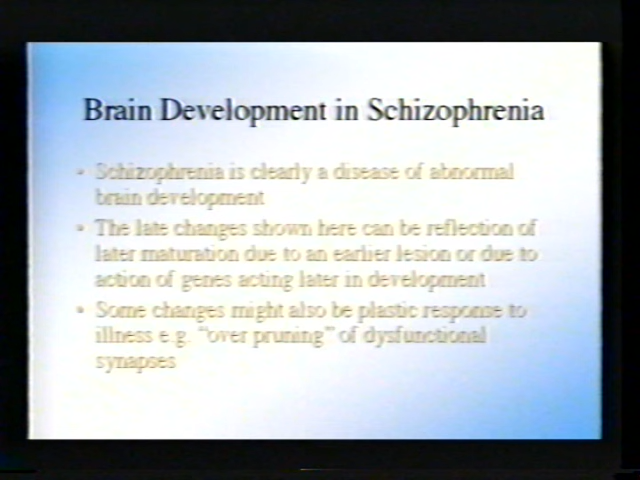 Brain Development in Schizophrenia
• Schizophrenia is clearly a disease of abnormal
brain development
• The late changes shown here can be reflection of
later maturation due to an earlier lesion or due to
action of genes acting later in development
• Some changes might also be plastic response to
illness e.g. “over pruning” of dysfunctional
synapses